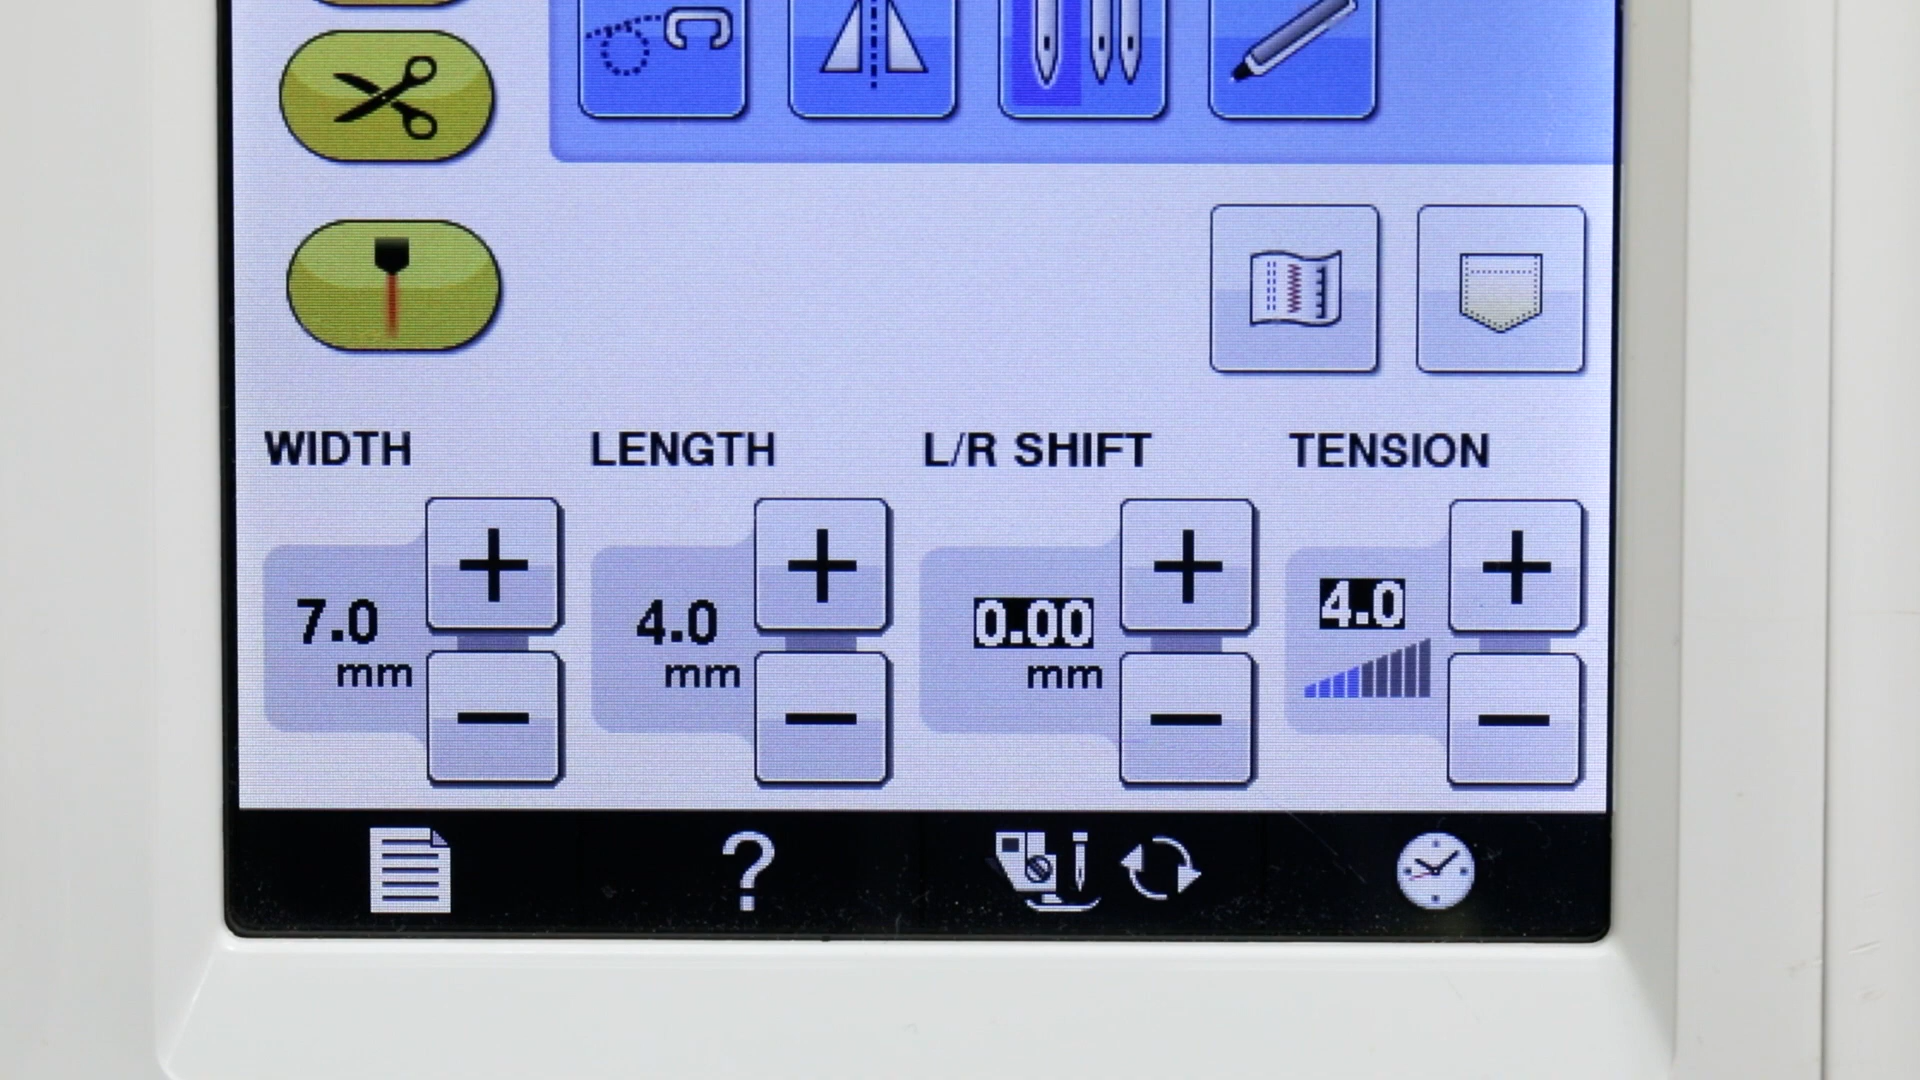 WIDTH LENGTH L/R SHIFT TENSION
7.0 4.0 0.00 4.0
mm mm mm
?